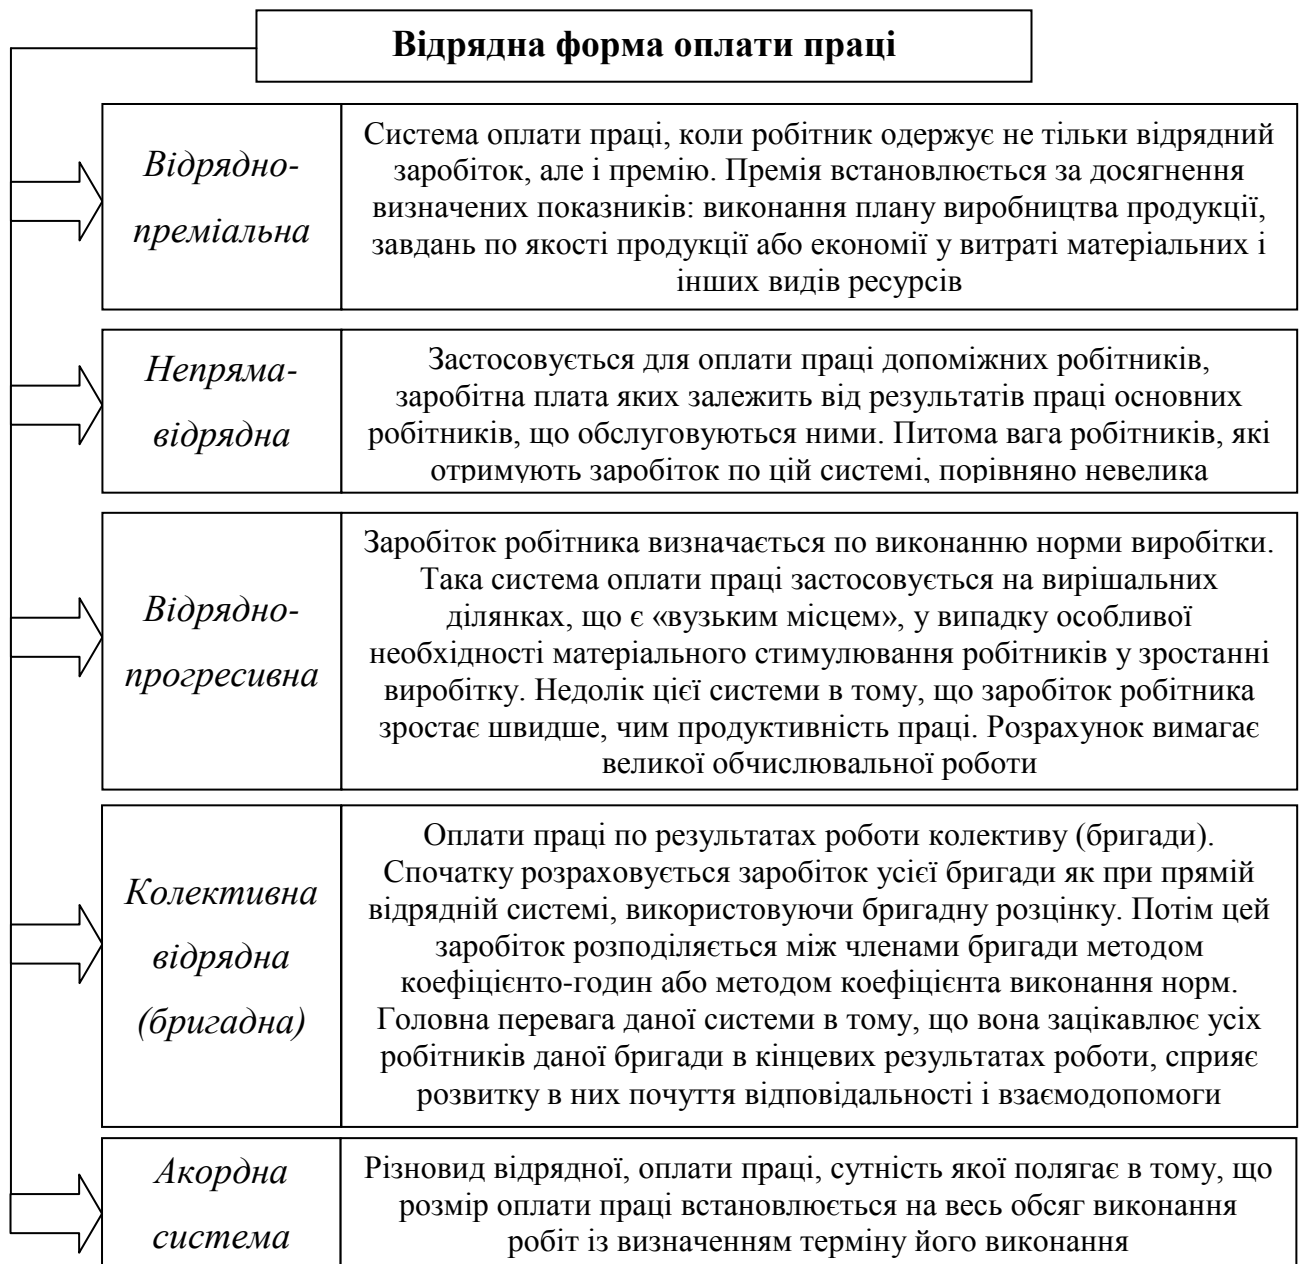 Відрядна форма оплати праці
Відрядно-
преміальна
Система оплати праці, коли робітник одержує не тільки відрядний
заробіток, але і премію. Премія встановлюється за досягнення
визначених показників: виконання плану виробництва продукції,
завдань по якості продукції або економії у витраті матеріальних і
інших видів ресурсів
Непряма-
відрядна
Застосовується для оплати праці допоміжних робітників,
заробітна плата яких залежить від результатів праці основних
робітників, що обслуговуються ними. Питома вага робітників, які
отримують заробіток по цій системі, порівняно невелика
Відрядно-
прогресивна
Заробіток робітника визначається по виконанню норми виробітки.
Така система оплати праці застосовується на вирішальних
ділянках, що є «вузьким місцем», у випадку особливої
необхідності матеріального стимулювання робітників у зростанні
виробітку. Недолік цієї системи в тому, що заробіток робітника
зростає швидше, чим продуктивність праці. Розрахунок вимагає
великої обчислювальної роботи
Колективна
відрядна
(бригадна)
Оплати праці по результатах роботи колективу (бригади).
Спочатку розраховується заробіток усієї бригади як при прямій
відрядній системі, використовуючи бригадну розцінку. Потім цей
заробіток розподіляється між членами бригади методом
коефіцієнто-годин або методом коефіцієнта виконання норм.
Головна перевага даної системи в тому, що вона зацікавлює усіх
робітників даної бригади в кінцевих результатах роботи, сприяє
розвитку в них почуття відповідальності і взаємодопомоги
Акордна
система
Різновид відрядної, оплати праці, сутність якої полягає в тому, що
розмір оплати праці встановлюється на весь обсяг виконання
робіт із визначенням терміну його виконання